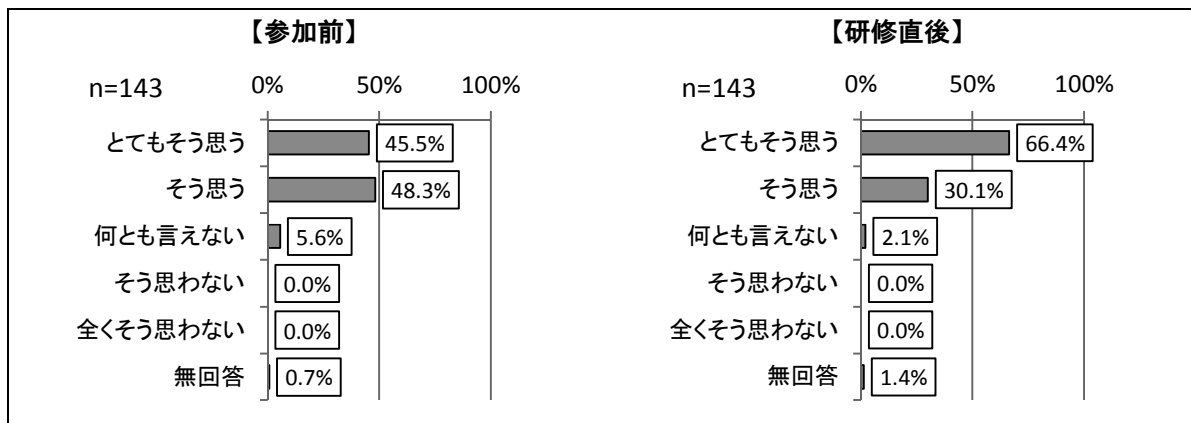 【参加前】
n=143
0% 50% 100%
とてもそう思う 45.5%
そう思う 48.3%
何とも言えない 5.6%
そう思わない 0.0%
全くそう思わない 0.0%
無回答 0.7%
【研修直後】
n=143
0% 50% 100%
とてもそう思う 66.4%
そう思う 30.1%
何とも言えない 2.1%
そう思わない 0.0%
全くそう思わない 0.0%
無回答 1.4%